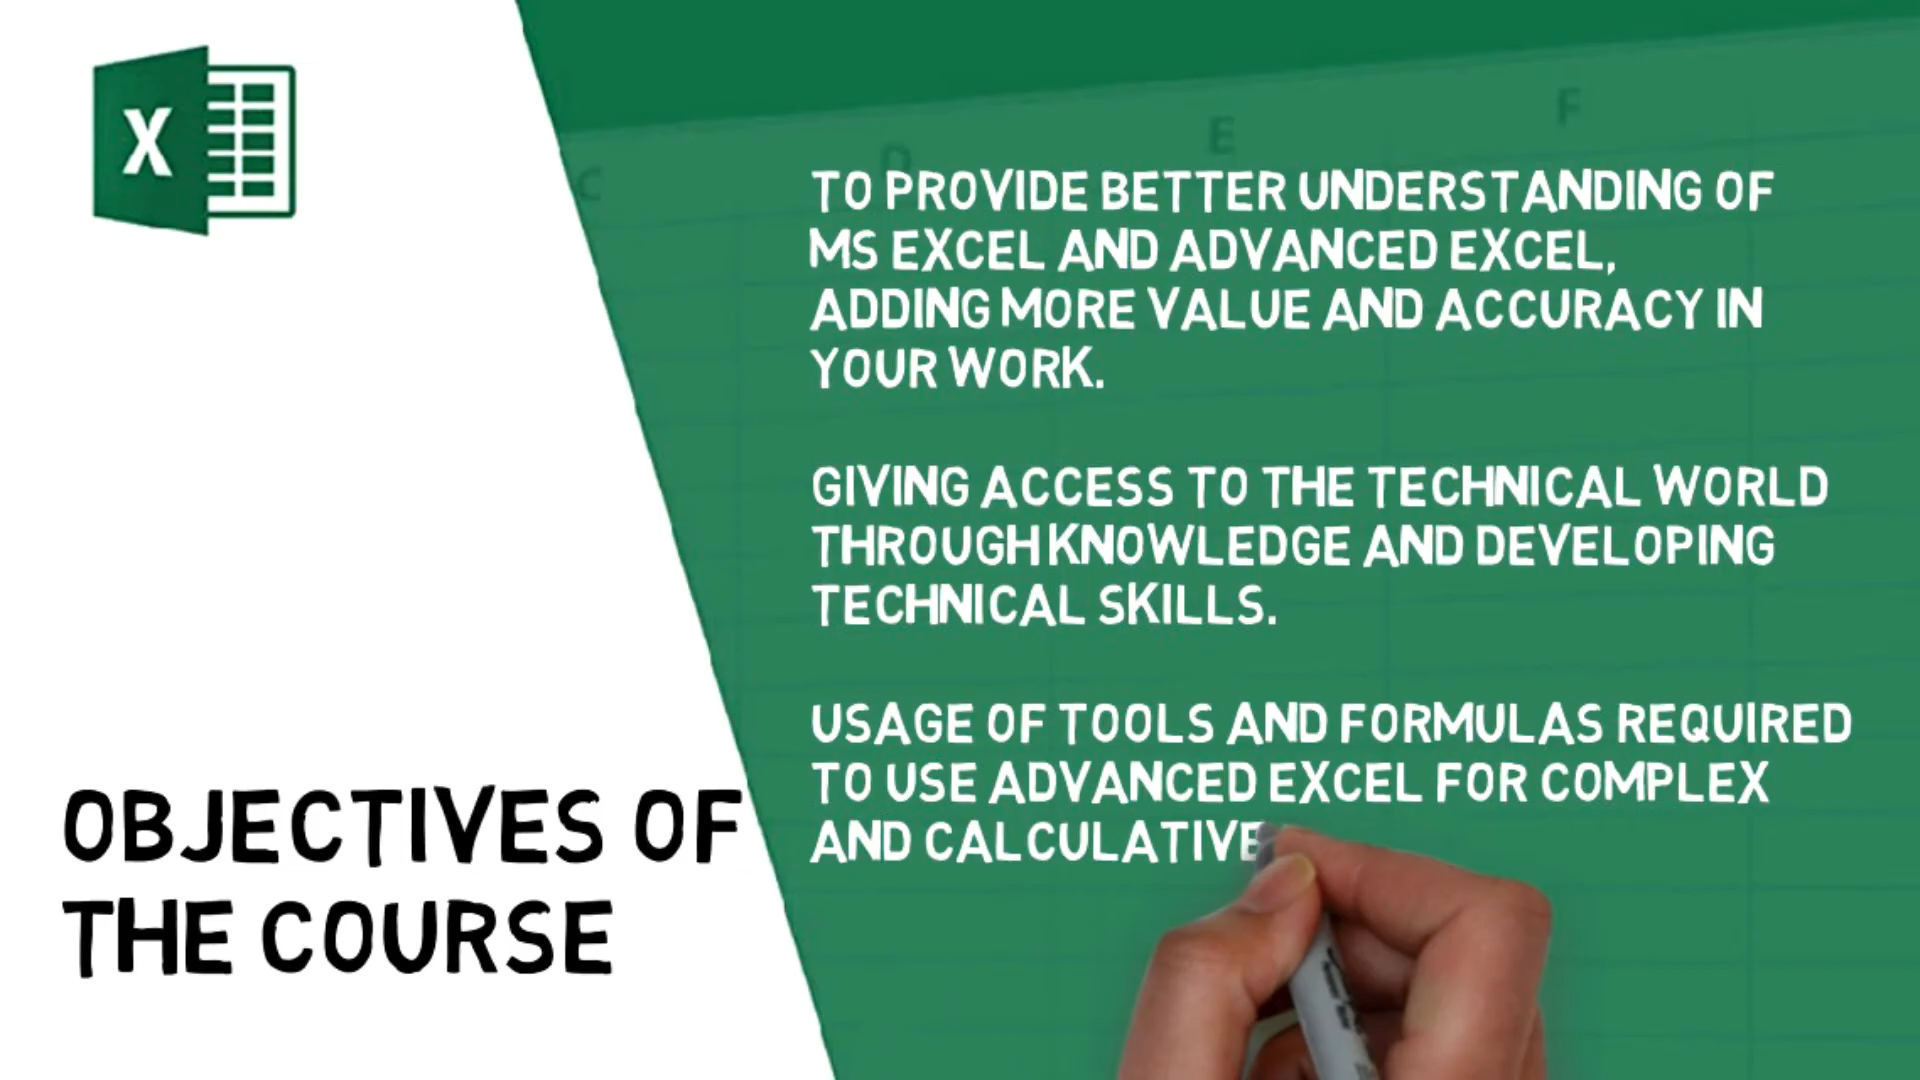 X
C
D
E
F
TO PROVIDE BETTER UNDERSTANDING OF
MS EXCEL AND ADVANCED EXCEL,
ADDING MORE VALUE AND ACCURACY IN
YOUR WORK.
GIVING ACCESS TO THE TECHNICAL WORLD
THROUGH KNOWLEDGE AND DEVELOPING
TECHNICAL SKILLS.
USAGE OF TOOLS AND FORMULAS REQUIRED
TO USE ADVANCED EXCEL FOR COMPLEX
AND CALCULATIVE
OBJECTIVES OF
THE COURSE